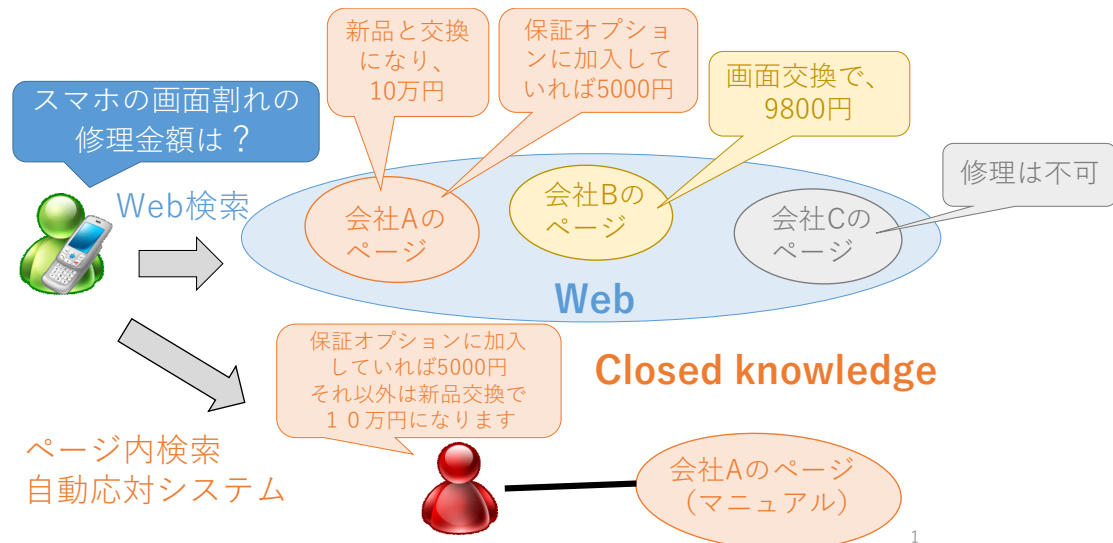 新品と交換
になり、
10万円
保証オプショ
ンに加入して
いれば5000円
画面交換で、
9800円
スマホの画面割れの
修理金額は？
修理は不可
Web検索
会社Aの
ページ
会社Bの
ページ
会社Cの
ページ
Web
保証オプションに加入
していれば5000円
それ以外は新品交換で
１０万円になります
Closed knowledge
ページ内検索
自動応対システム
会社Aのページ
（マニュアル）
1